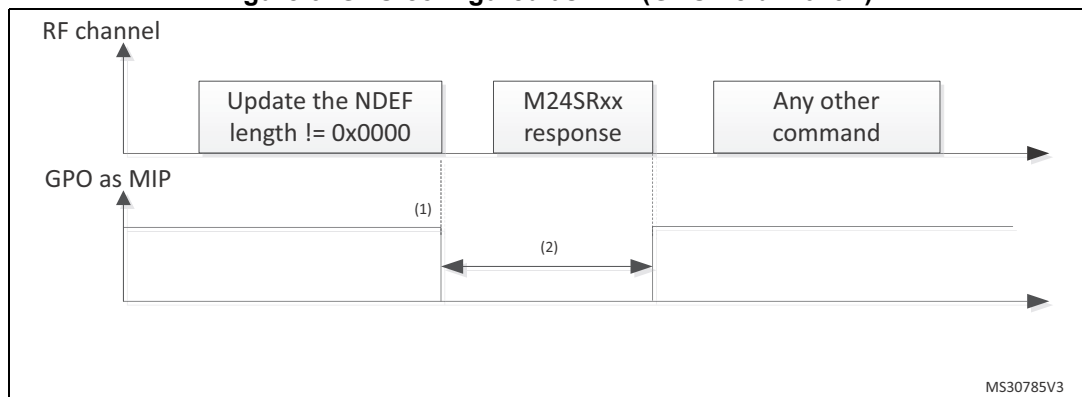 RF channel
Update the NDEF
length != 0x0000
M24SRxx
response
Any other
command
GPO as MIP
(1)
(2)
MS30785V3